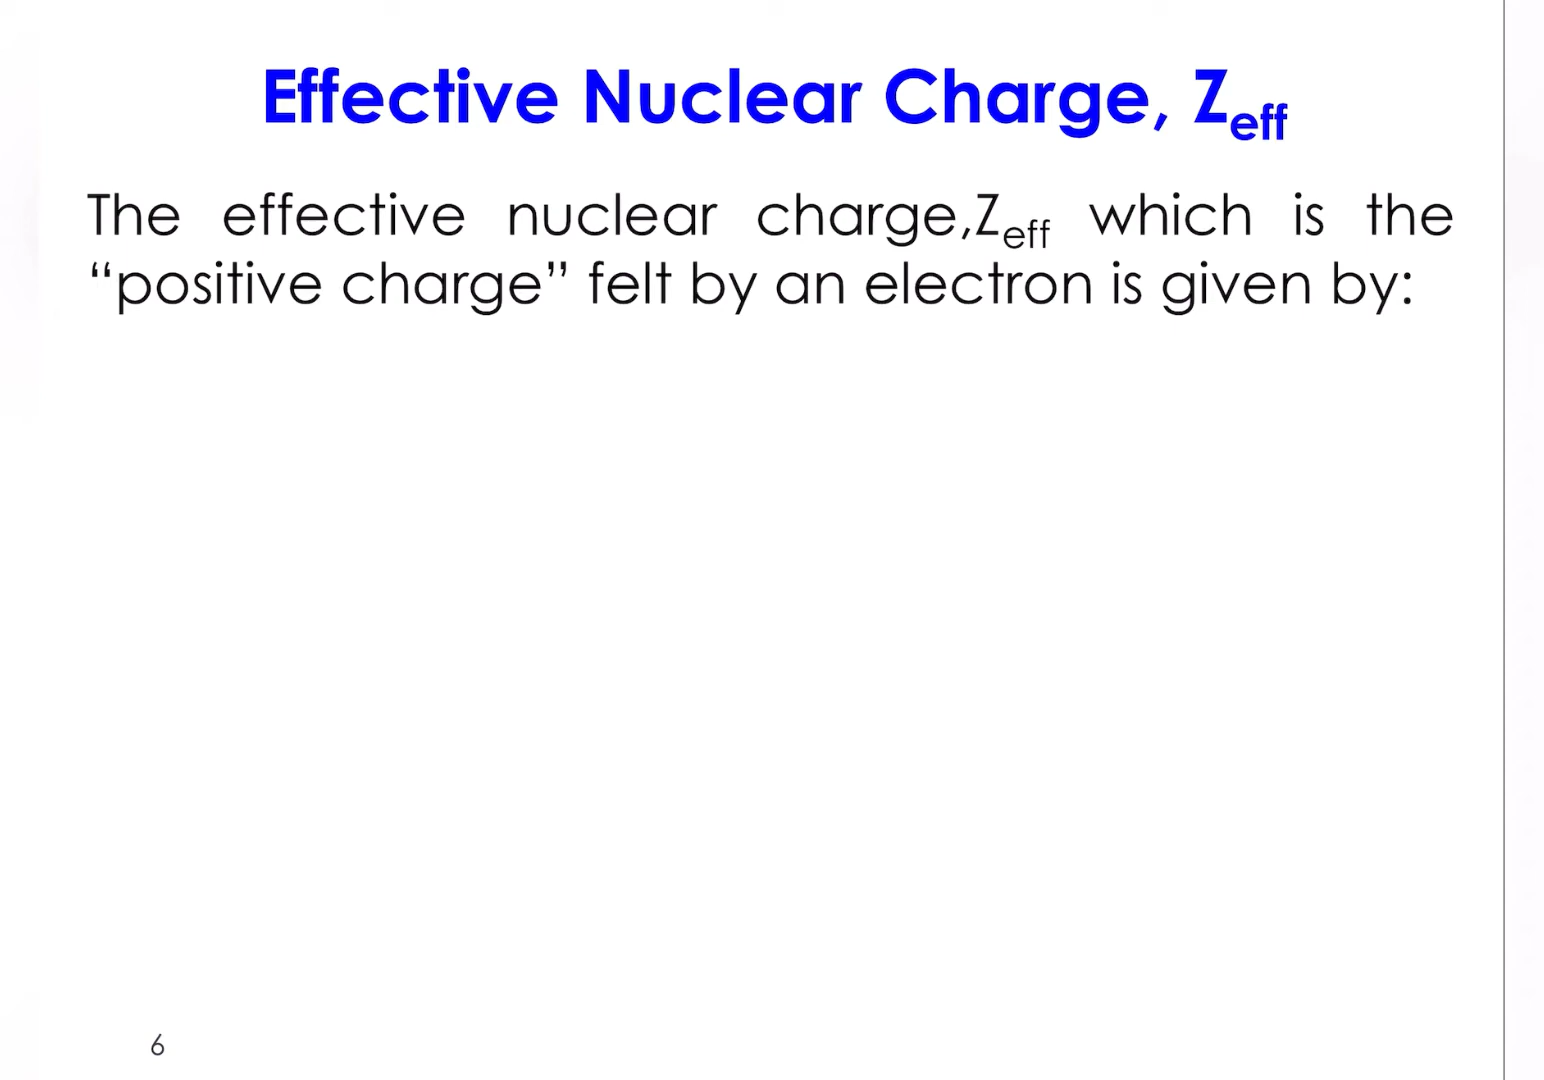 Effective Nuclear Charge, Zeff
The effective nuclear charge,Zeff which is the
“positive charge” felt by an electron is given by:
6